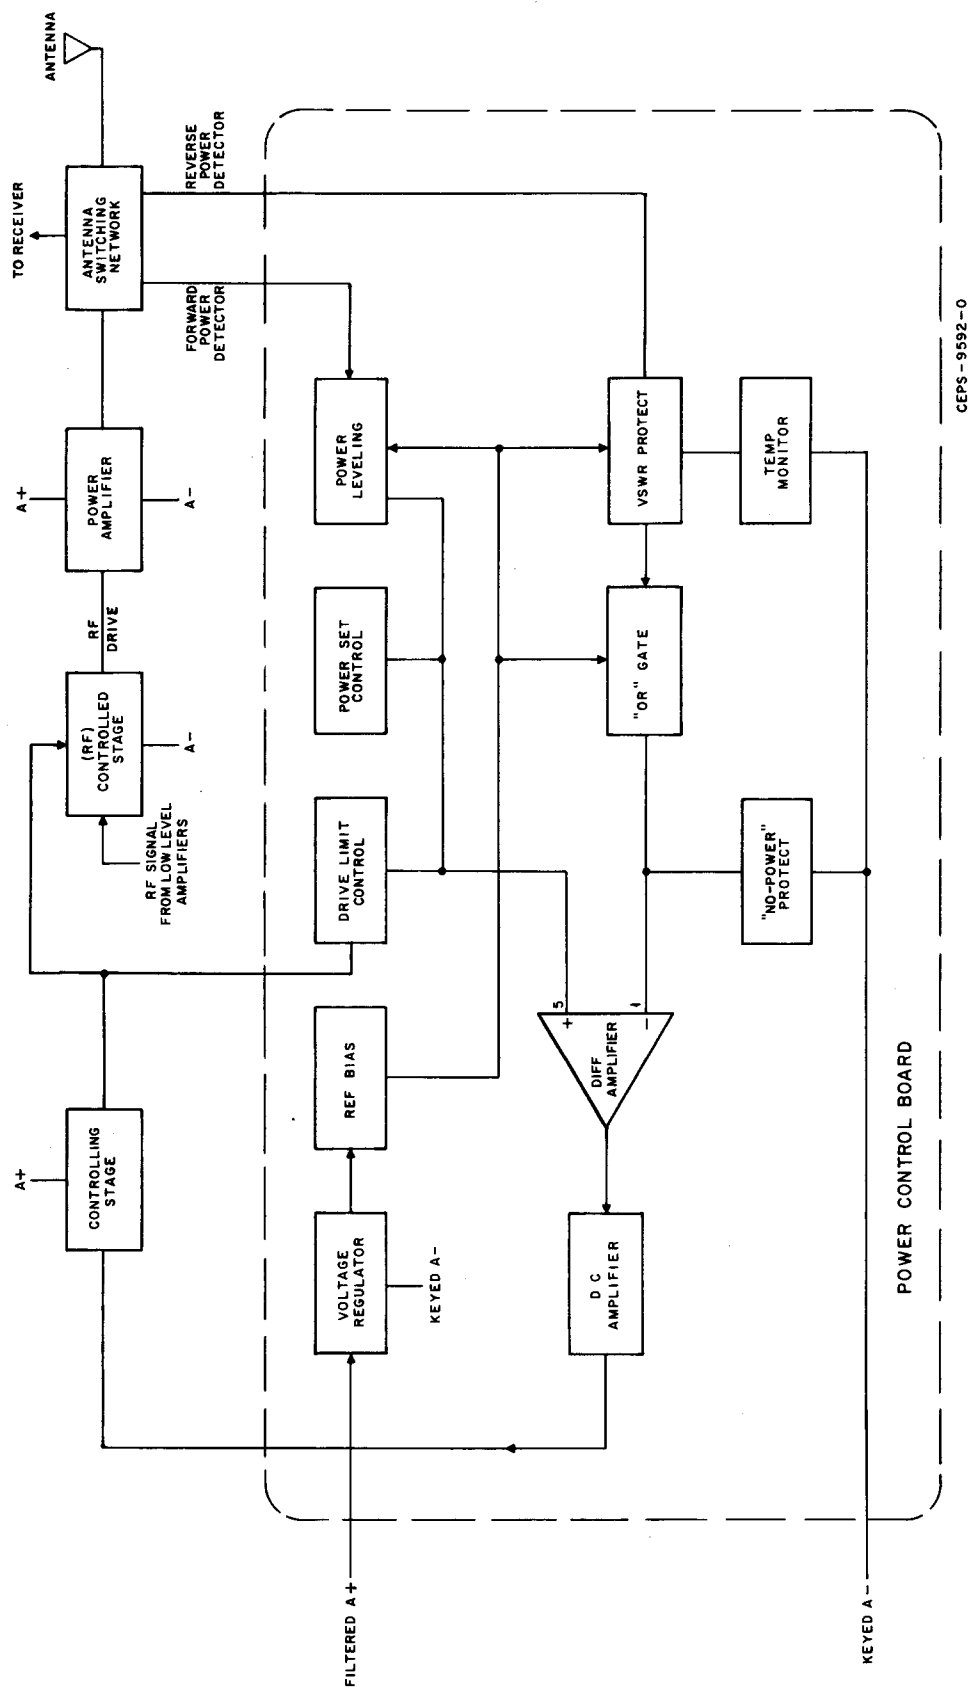 TO RECEIVER
ANTENNA
A+
A+
CONTROLLING
STAGE
(RF)
CONTROLLED
STAGE
RF
DRIVE
POWER
AMPLIFIER
ANTENNA
SWITCHING
NETWORK
A-
A-
RF SIGNAL
FROM LOW LEVEL
AMPLIFIERS
FORWARD
POWER
DETECTOR
REVERSE
POWER
DETECTOR
FILTERED A+
VOLTAGE
REGULATOR
REF BIAS
DRIVE LIMIT
CONTROL
POWER SET
CONTROL
POWER
LEVELING
KEYED A-
+ 5
- 1
DIFF
AMPLIFIER
DC
AMPLIFIER
"OR" GATE
VSWR PROTECT
"NO-POWER"
PROTECT
TEMP
MONITOR
KEYED A-
POWER CONTROL BOARD
CEPS-9592-0